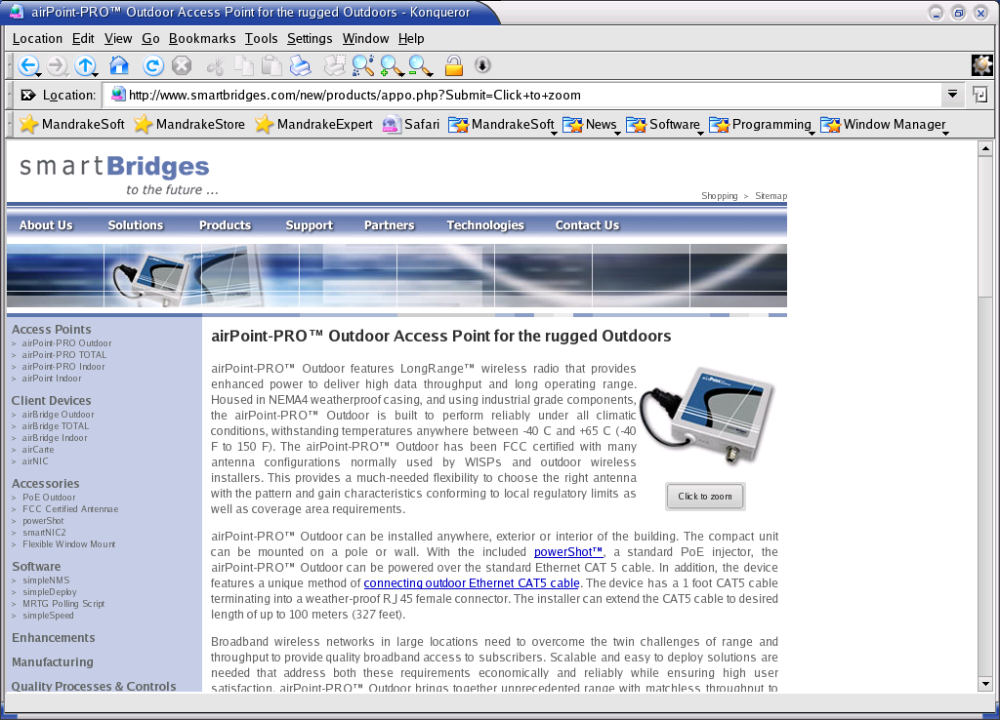 airPoint-PRO™ Outdoor Access Point for the rugged Outdoors - Konqueror
Location Edit View Go Bookmarks Tools Settings Window Help
Location: http://www.smartbridges.com/new/products/appo.php?Submit=Click+to+zoom
MandrakeSoft MandrakeStore MandrakeExpert Safari MandrakeSoft News Software Programming Window Manager
smartBridges
to the future ...
Shopping > Sitemap
About Us Solutions Products Support Partners Technologies Contact Us
Access Points
> airPoint-PRO Outdoor
> airPoint-PRO TOTAL
> airPoint-PRO Indoor
> airPoint Indoor
Client Devices
> airBridge Outdoor
> airBridge TOTAL
> airBridge Indoor
> airCarte
> airNIC
Accessories
> PoE Outdoor
> FCC Certified Antennae
> powerShot
> smartNIC2
> Flexible Window Mount
Software
> simpleNMS
> simpleDeploy
> MRTG Polling Script
> simpleSpeed
Enhancements
Manufacturing
Quality Processes & Controls
airPoint-PRO™ Outdoor Access Point for the rugged Outdoors
airPoint-PRO™ Outdoor features LongRange™ wireless radio that provides
enhanced power to deliver high data throughput and long operating range.
Housed in NEMA4 weatherproof casing, and using industrial grade components,
the airPoint-PRO™ Outdoor is built to perform reliably under all climatic
conditions, withstanding temperatures anywhere between -40 C and +65 C (-40
F to 150 F). The airPoint-PRO™ Outdoor has been FCC certified with many
antenna configurations normally used by WISPs and outdoor wireless
installers. This provides a much-needed flexibility to choose the right antenna
with the pattern and gain characteristics conforming to local regulatory limits as
well as coverage area requirements.
Click to zoom
airPoint-PRO™ Outdoor can be installed anywhere, exterior or interior of the building. The compact unit
can be mounted on a pole or wall. With the included powerShot™, a standard PoE injector, the
airPoint-PRO™ Outdoor can be powered over the standard Ethernet CAT 5 cable. In addition, the device
features a unique method of connecting outdoor Ethernet CAT5 cable. The device has a 1 foot CAT5 cable
terminating into a weather-proof RJ45 female connector. The installer can extend the CAT5 cable to desired
length of up to 100 meters (327 feet).
Broadband wireless networks in large locations need to overcome the twin challenges of range and
throughput to provide quality broadband access to subscribers. Scalable and easy to deploy solutions are
needed that address both these requirements economically and reliably while ensuring high user
satisfaction. airPoint-PRO™ Outdoor brings together unprecedented range with matchless throughput to